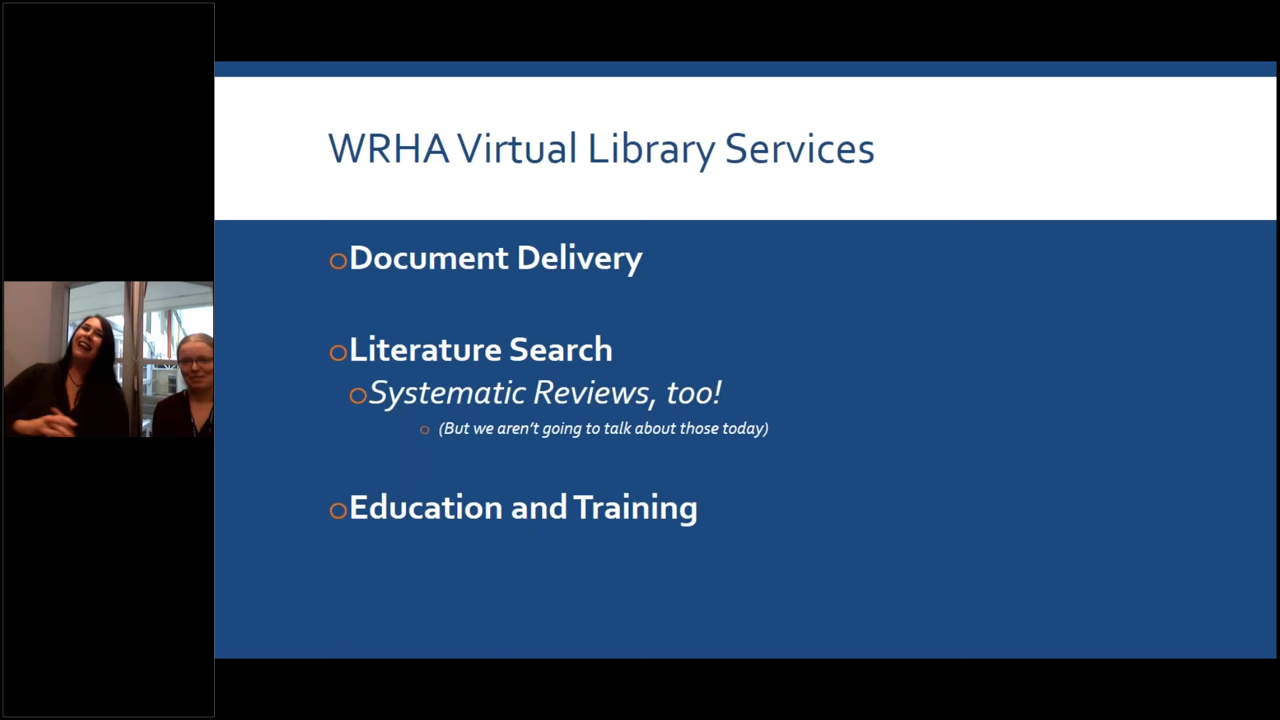 WRHA Virtual Library Services
Document Delivery
Literature Search
Systematic Reviews, too!
(But we aren't going to talk about those today)
Education and Training